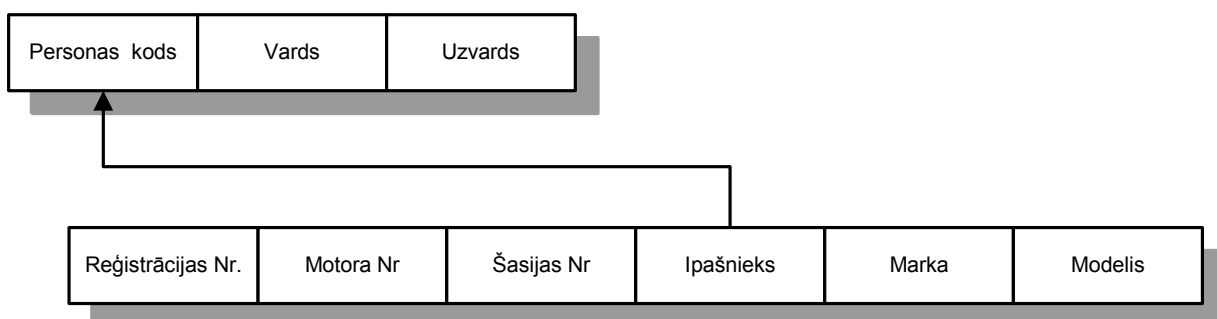 Personas kods Vards Uzvards
Reģistrācijas Nr. Motora Nr Šasijas Nr Ipašnieks Marka Modelis